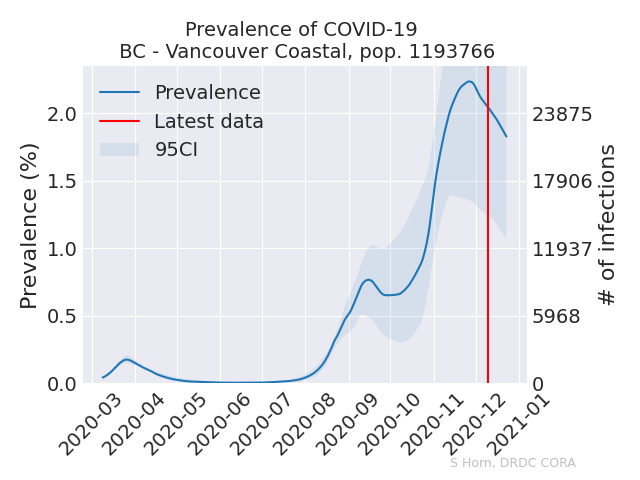 Prevalence of COVID-19
BC - Vancouver Coastal, pop. 1193766
Prevalence
Latest data
95CI
Prevalence (%)
2.0
1.5
1.0
0.5
0.0
23875
17906
11937
5968
0
# of infections
2020-03
2020-04
2020-05
2020-06
2020-07
2020-08
2020-09
2020-10
2020-11
2020-12
2021-01
S Horn, DRDC CORA